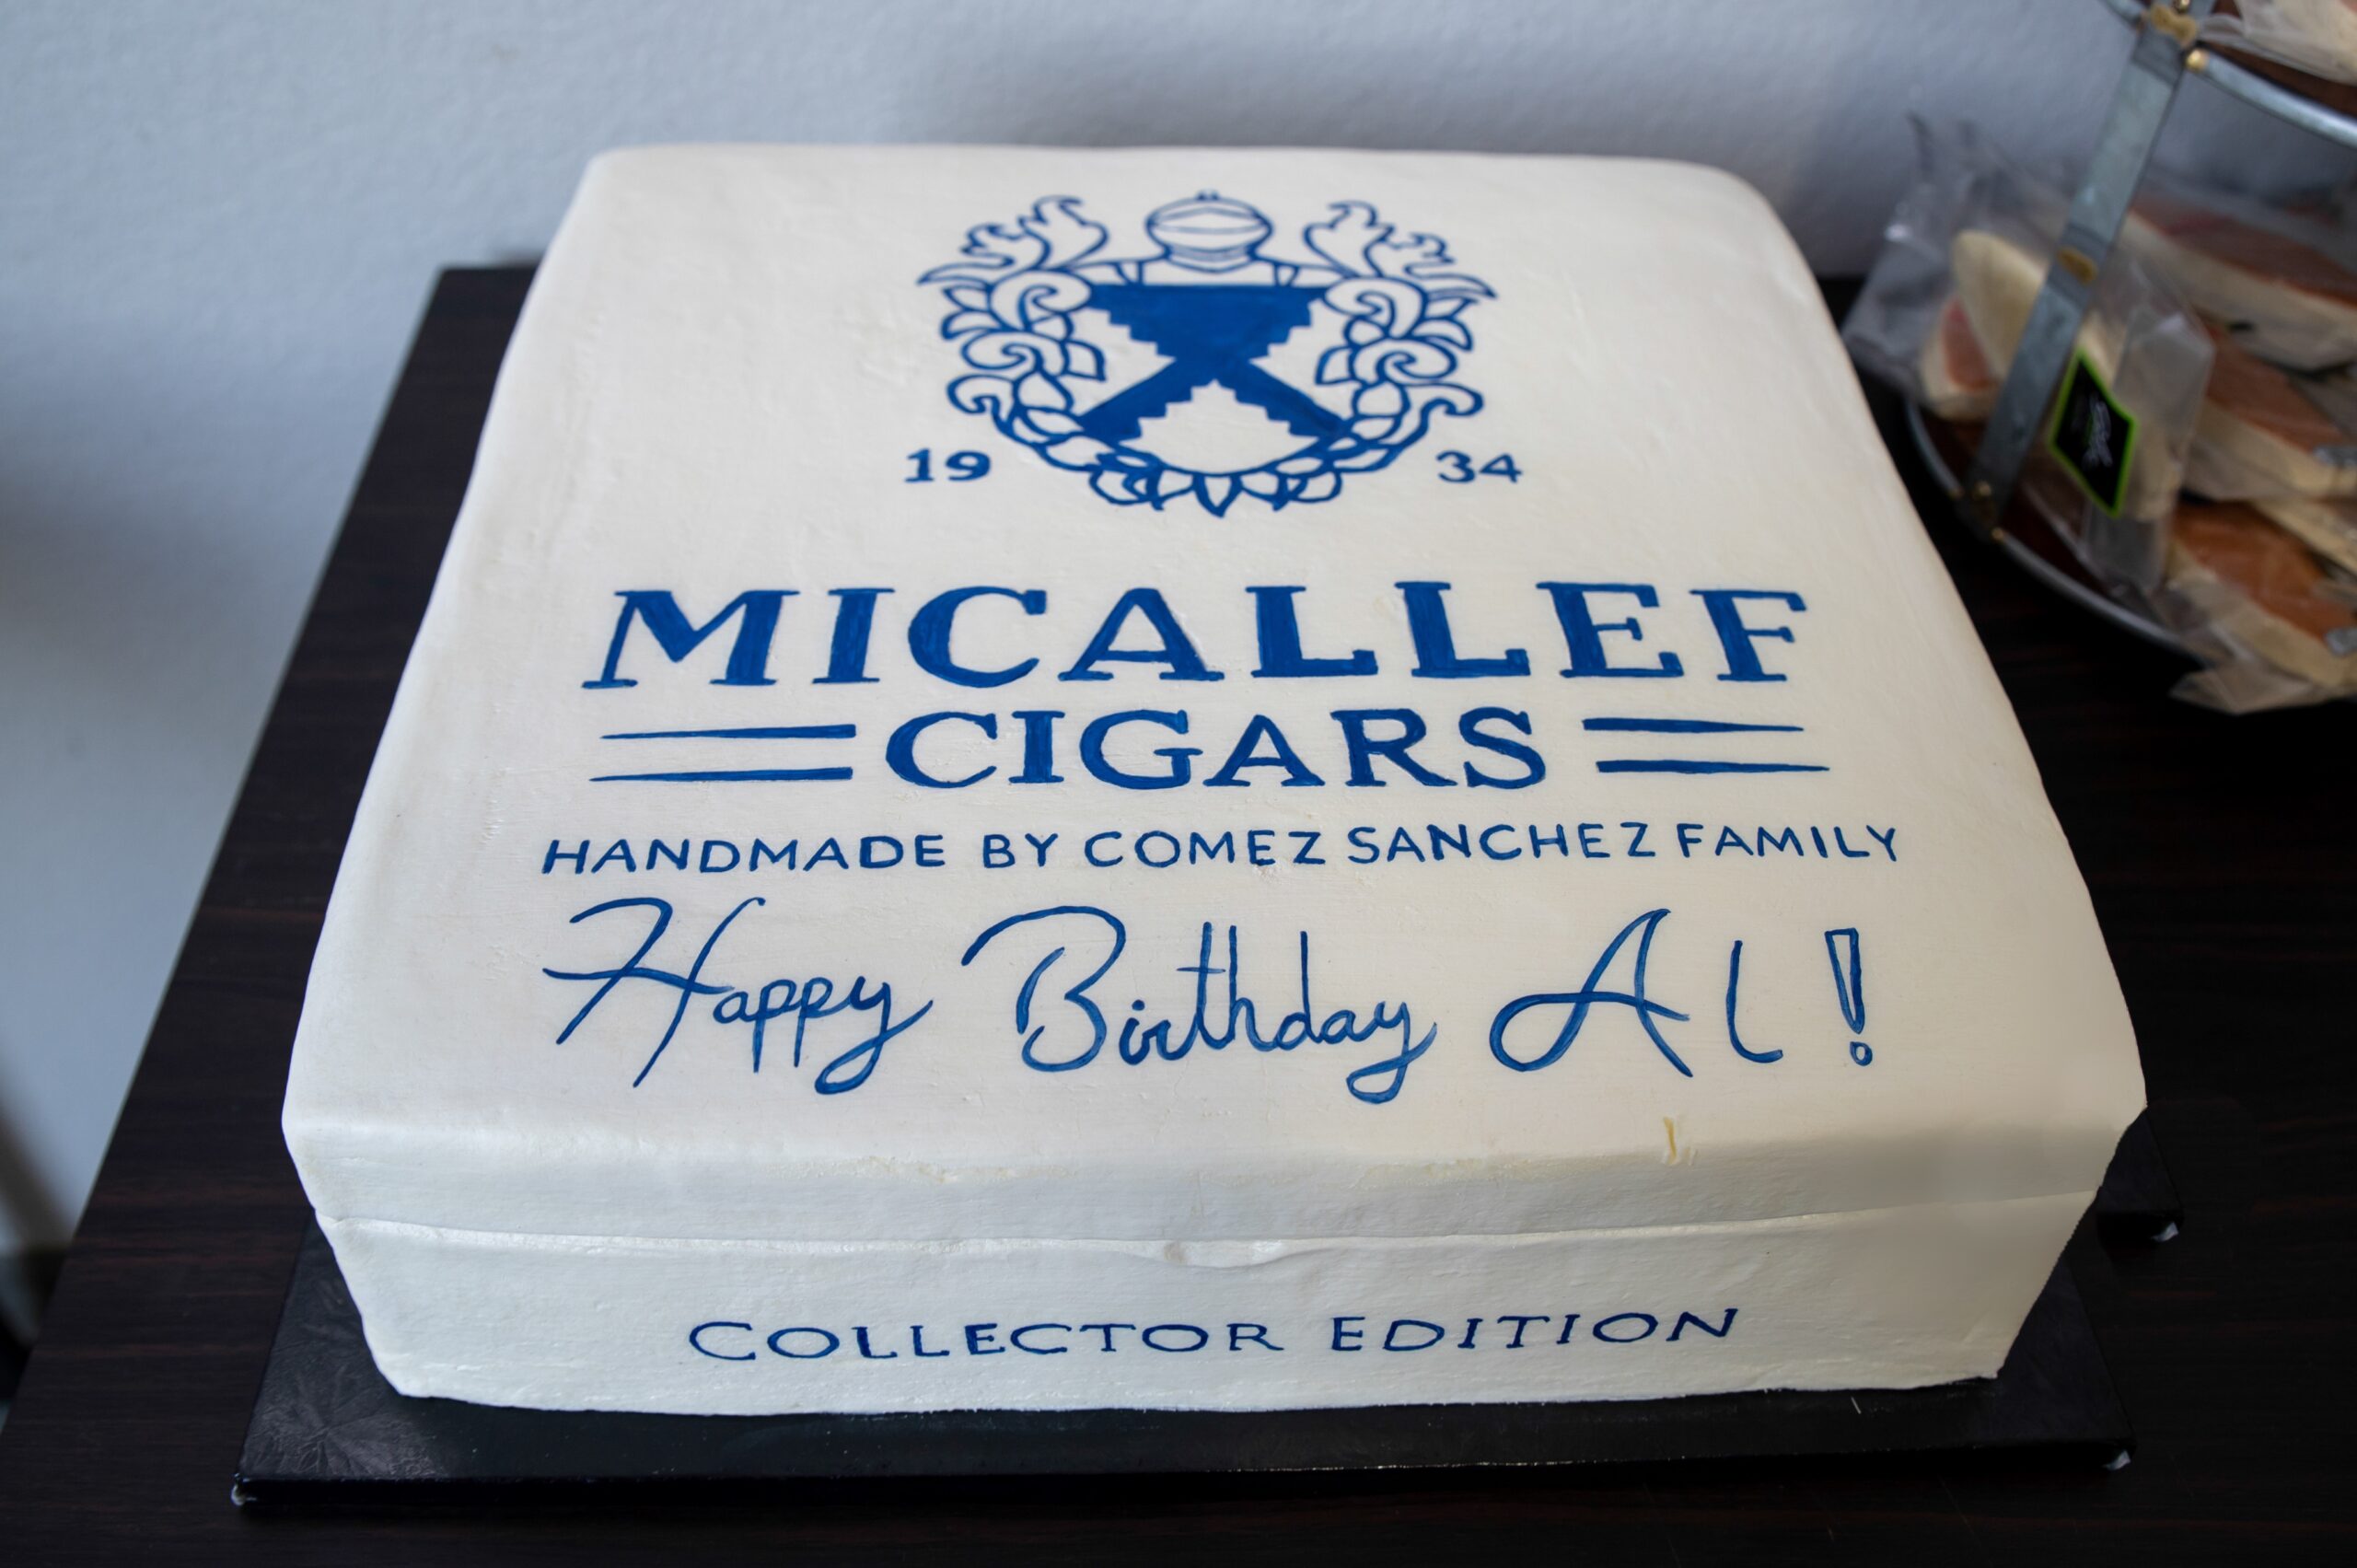 19 34
MICALLEF
CIGARS
HANDMADE BY COMEZ SANCHEZ FAMILY
Happy Birthday Al!
COLLECTOR EDITION